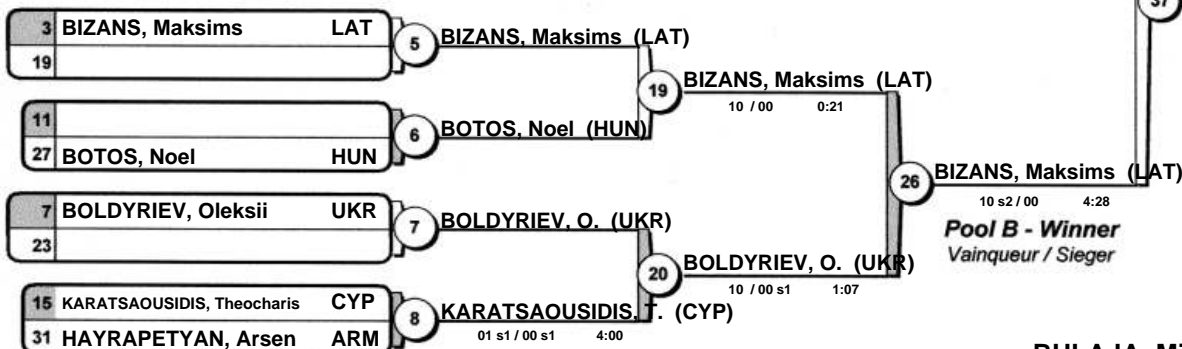 37
3 BIZANS, Maksims LAT
19
5
BIZANS, Maksims (LAT)
11
27 BOTOS, Noel HUN
6
BOTOS, Noel (HUN)
19
BIZANS, Maksims (LAT)
10 / 00 0:21
7 BOLDYRIEV, Oleksii UKR
23
7
BOLDYRIEV, O. (UKR)
15 KARATSAOUSIDIS, Theocharis CYP
31 HAYRAPETYAN, Arsen ARM
8
KARATSAOUSIDIS, T. (CYP)
01 s1 / 00 s1 4:00
20
BOLDYRIEV, O. (UKR)
10 / 00 s1 1:07
26
BIZANS, Maksims (LAT)
10 s2 / 00 4:28
Pool B - Winner
Vainqueur / Sieger